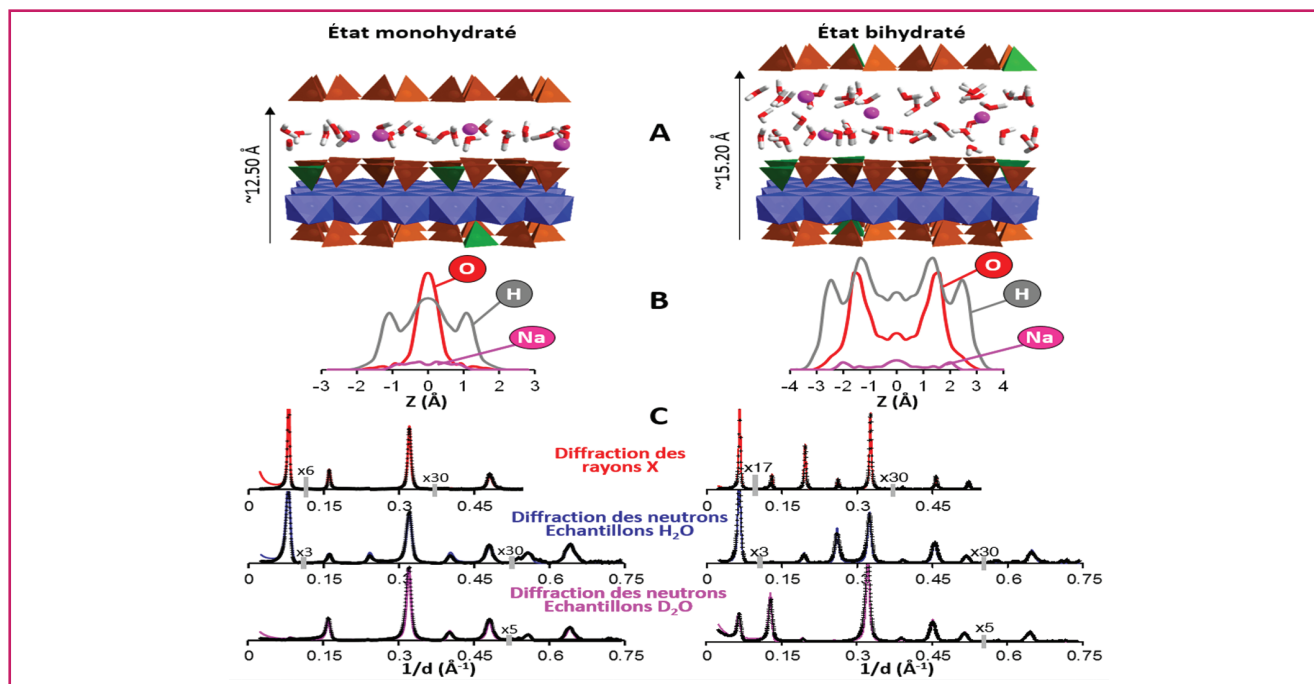 État monohydraté
État bihydraté
~12.50 Å
A
~15.20 Å
O
H
Na
B
O
H
Na
-3 -2 -1 0 1 2 3
Z (Å)
-4 -3 -2 -1 0 1 2 3 4
Z (Å)
C
Diffraction des
rayons X
x6 x30
0 0.15 0.3 0.45
x17 x30
0 0.15 0.3 0.45
Diffraction des neutrons
Echantillons H₂O
x3 x30
0 0.15 0.3 0.45 0.6 0.75
x3 x30
0 0.15 0.3 0.45 0.6 0.75
Diffraction des neutrons
Echantillons D₂O
x5
0 0.15 0.3 0.45 0.6 0.75
1/d (Å⁻¹)
x5
0 0.15 0.3 0.45 0.6 0.75
1/d (Å⁻¹)